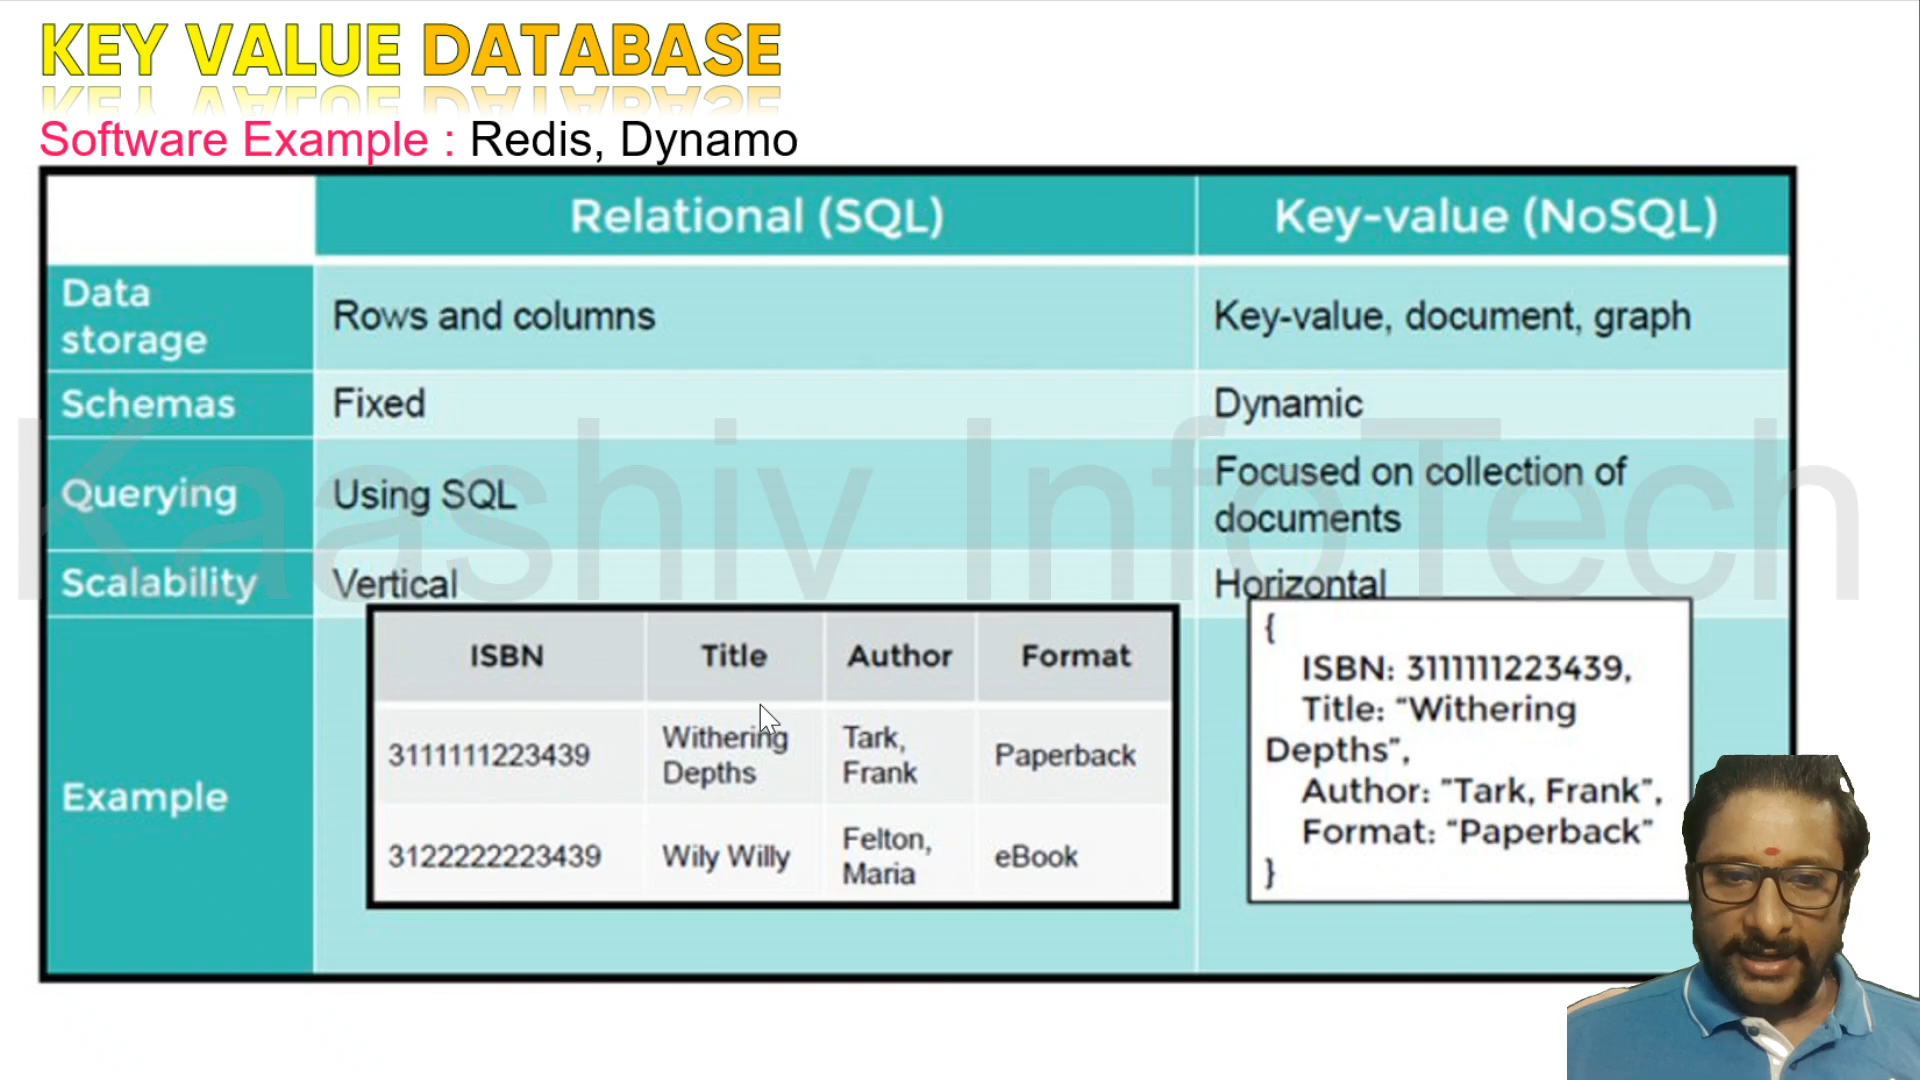 KEY VALUE DATABASE
Software Example : Redis, Dynamo
Relational (SQL)
Key-value (NoSQL)
Data
storage
Rows and columns
Key-value, document, graph
Schemas
Fixed
Dynamic
Querying
Using SQL
Focused on collection of
documents
Scalability
Vertical
Horizontal
Example
ISBN Title Author Format
3111111223439
Withering
Depths
Tark,
Frank
Paperback
3122222223439
Wily Willy
Felton,
Maria
eBook
{
ISBN: 3111111223439,
Title: “Withering
Depths”,
Author: ”Tark, Frank”,
Format: “Paperback”
}
Kaashiv InfoTech